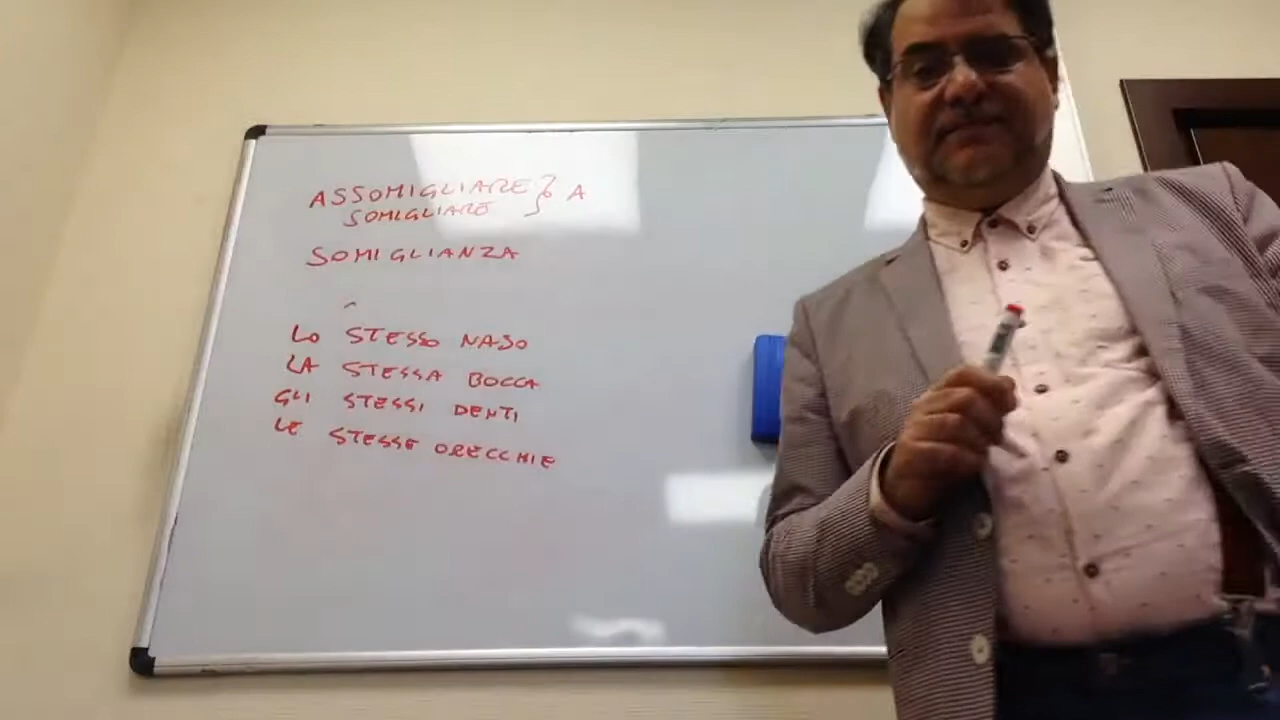 ASSOMIGLIARE } A
SOMIGLIARE
SOMIGLIANZA
LO STESSO NASO
LA STESSA BOCCA
GLI STESSI DENTI
LE STESSE ORECCHIE